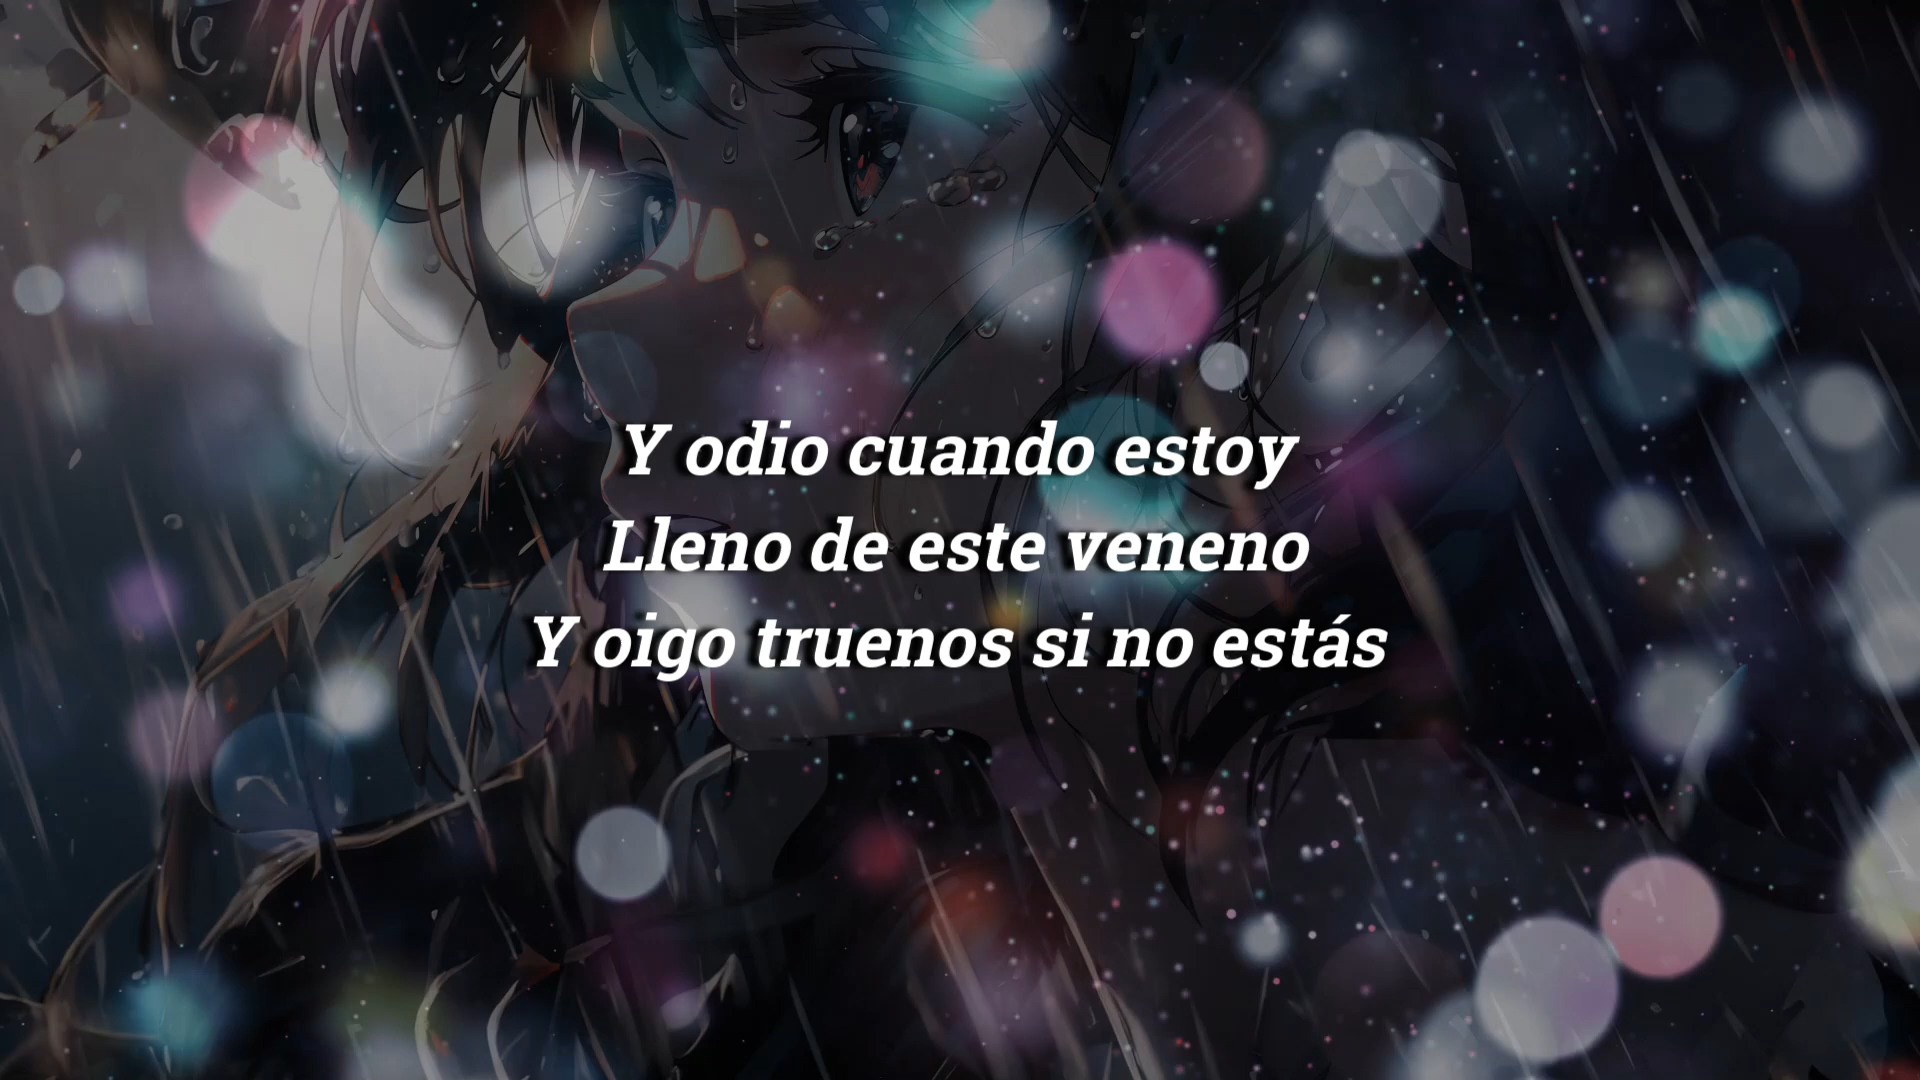 Y odio cuando estoy
Lleno de este veneno
Y oigo truenos si no estás